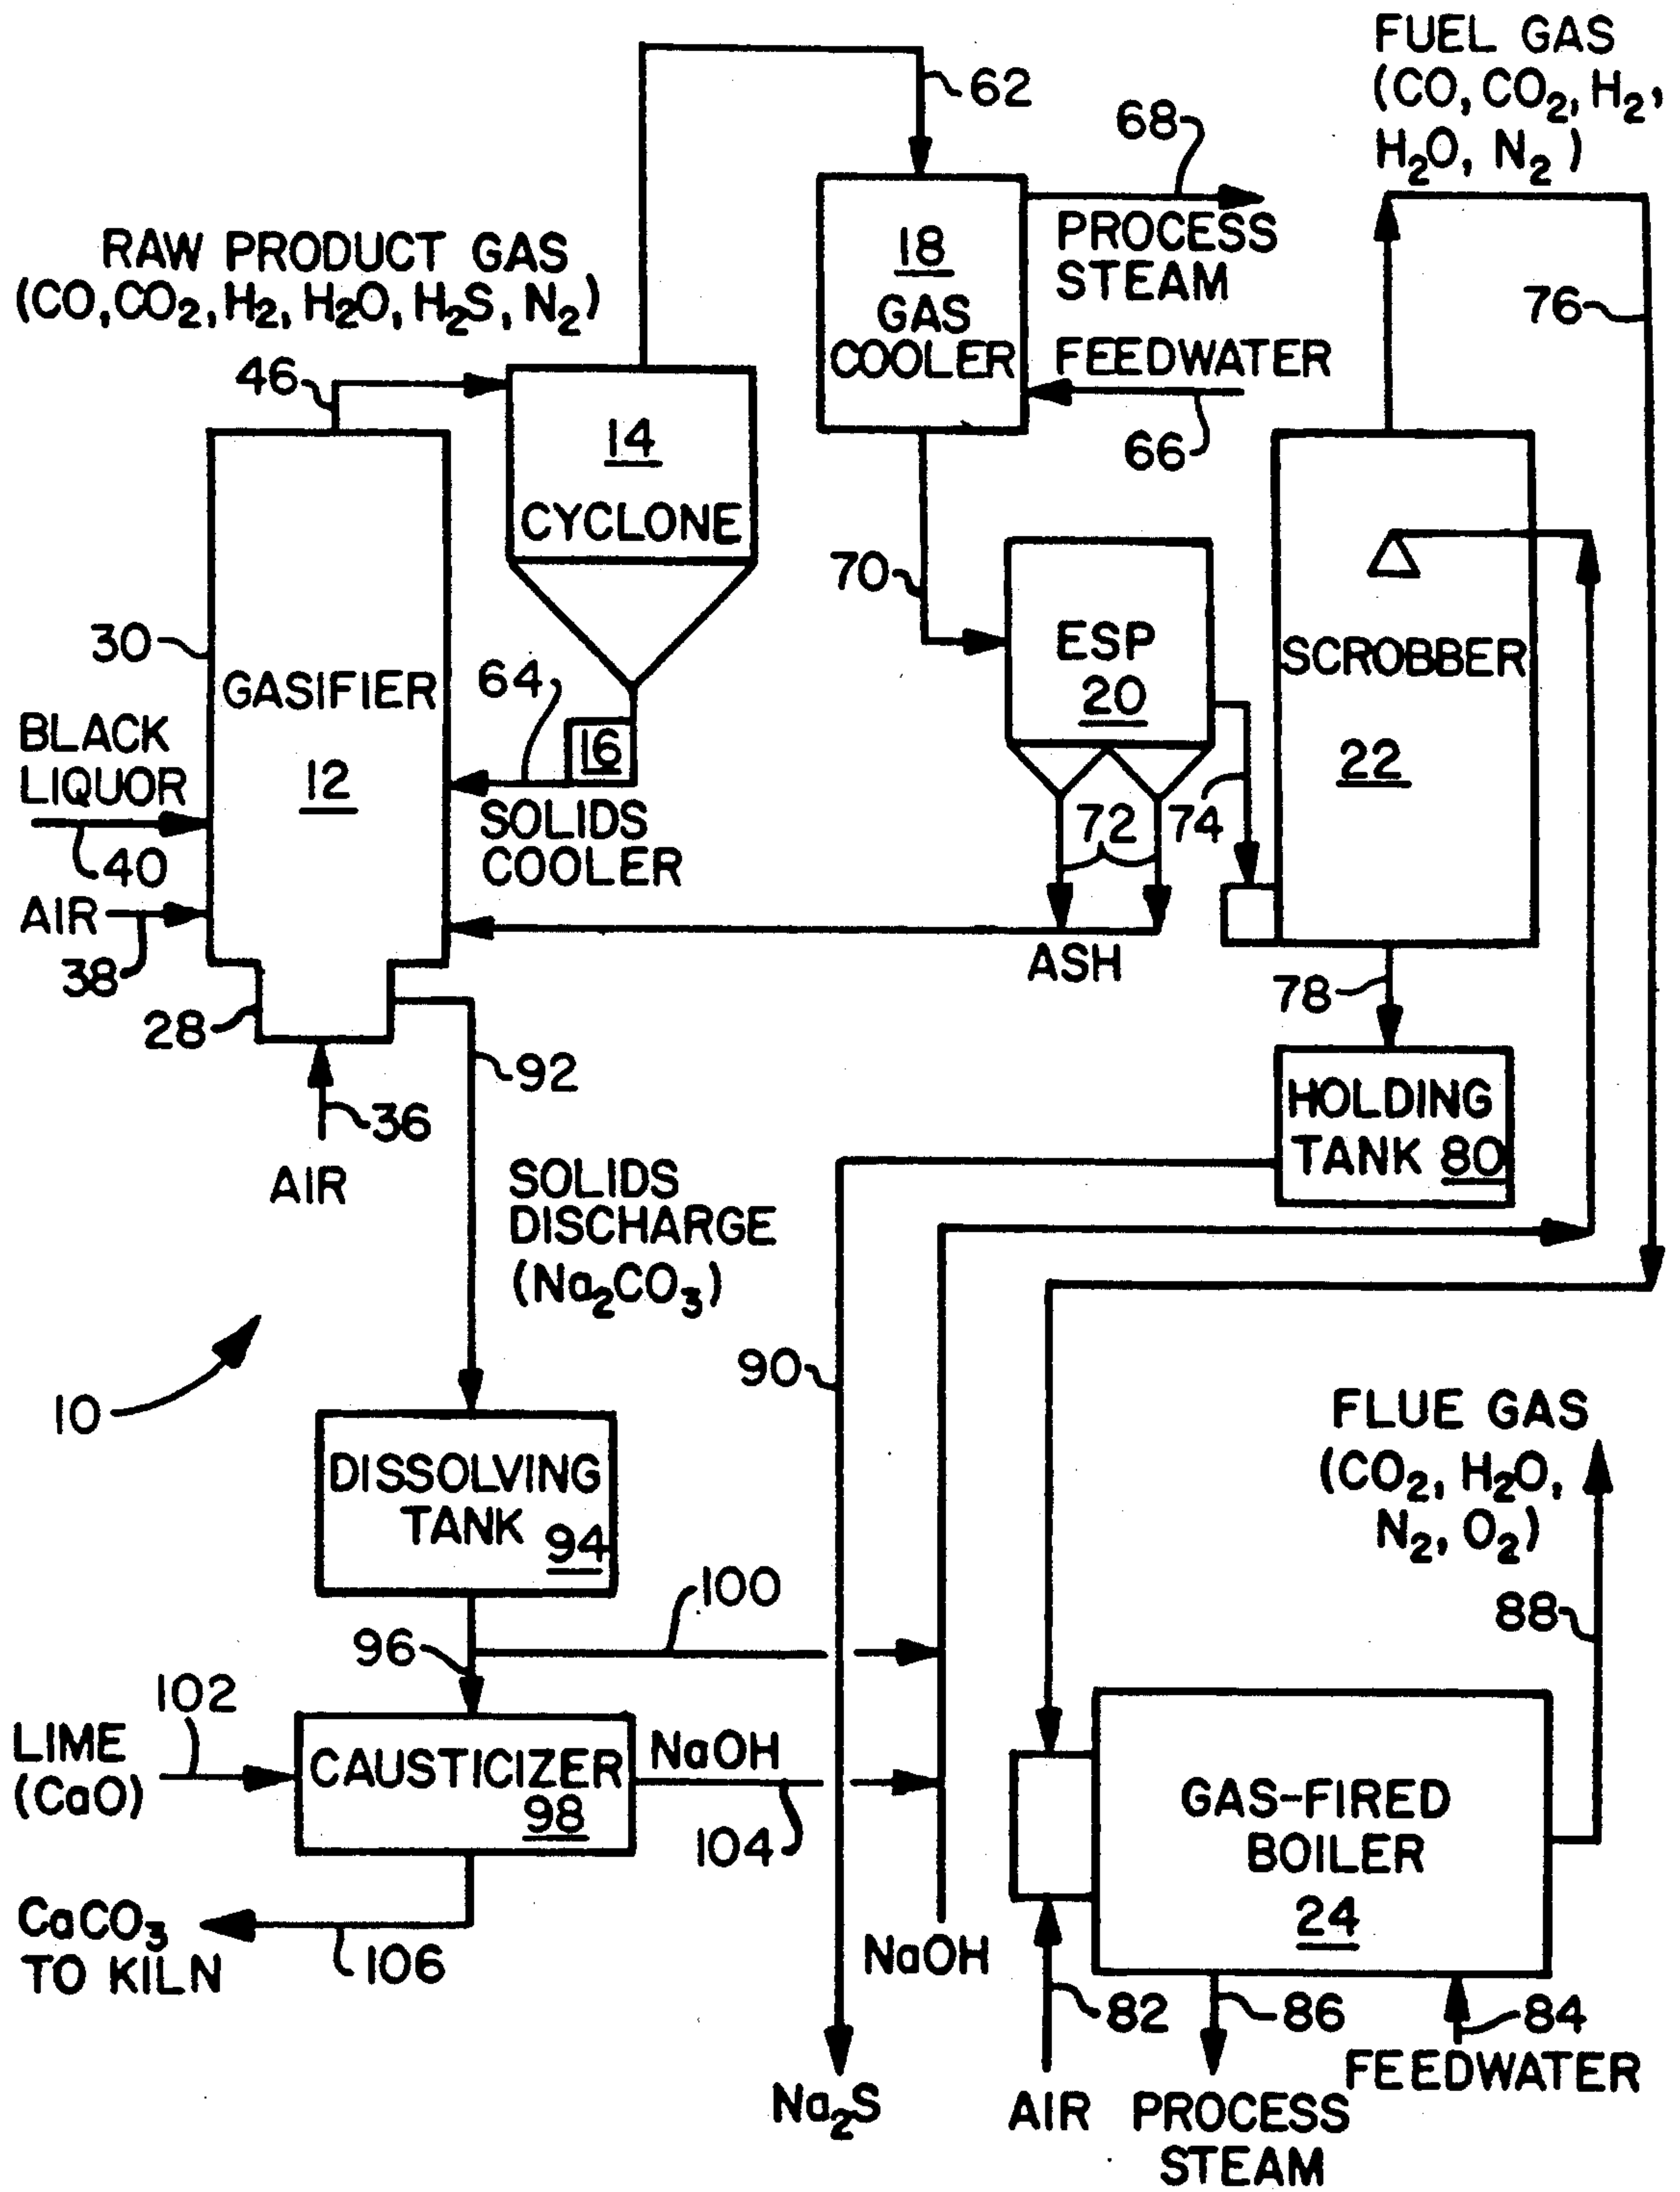 FUEL GAS
(CO, CO2, H2,
H2O, N2)
62
68
18
GAS
COOLER
PROCESS
STEAM
FEEDWATER
66
76
RAW PRODUCT GAS
(CO, CO2, H2, H2O, H2S, N2)
46
14
CYCLONE
30
GASIFIER
12
64
16
SOLIDS
COOLER
BLACK
LIQUOR
40
AIR
38
28
36
AIR
70
ESP
20
72
74
ASH
SCROBBER
22
78
HOLDING
TANK 80
92
SOLIDS
DISCHARGE
(Na2CO3)
10
90
DISSOLVING
TANK 94
100
96
102
LIME
(CaO)
CAUSTICIZER
98
NaOH
104
CaCO3
TO KILN
106
NaOH
Na2S
FLUE GAS
(CO2, H2O,
N2, O2)
88
GAS-FIRED
BOILER
24
82
86
84
FEEDWATER
AIR
PROCESS
STEAM